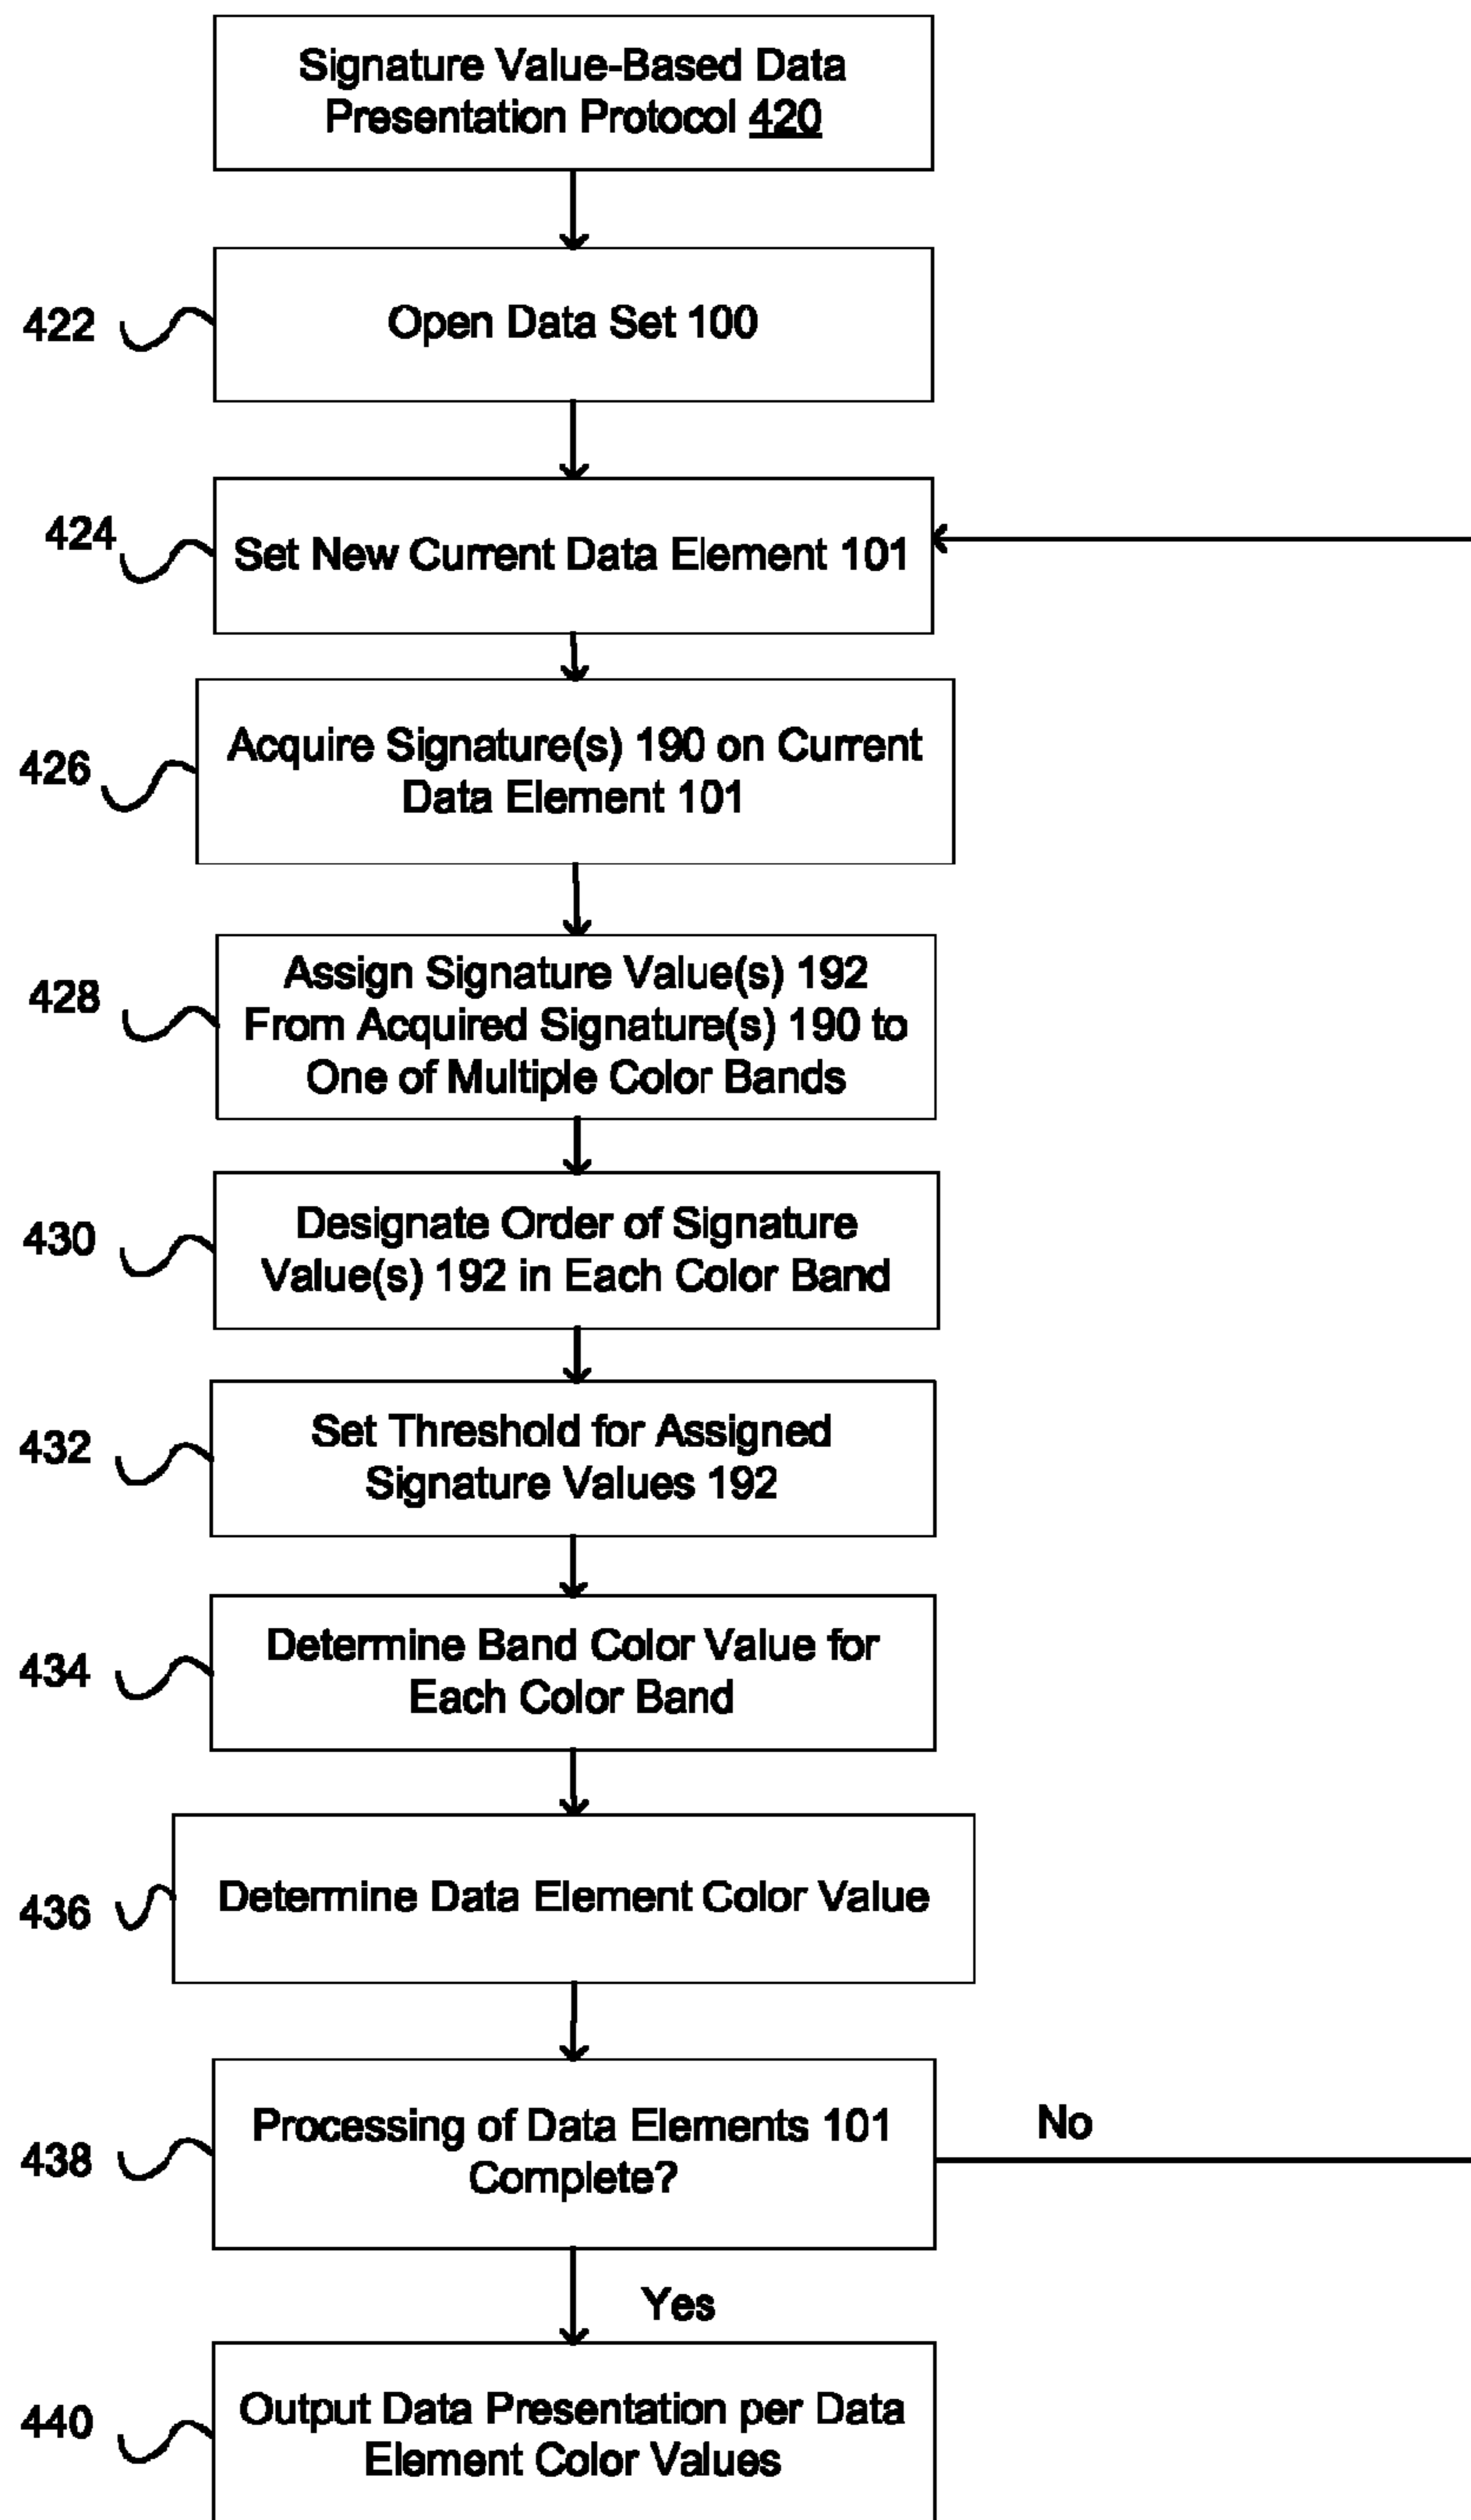 Signature Value-Based Data
Presentation Protocol 420
422
Open Data Set 100
424
Set New Current Data Element 101
426
Acquire Signature(s) 190 on Current
Data Element 101
428
Assign Signature Value(s) 192
From Acquired Signature(s) 190 to
One of Multiple Color Bands
430
Designate Order of Signature
Value(s) 192 in Each Color Band
432
Set Threshold for Assigned
Signature Values 192
434
Determine Band Color Value for
Each Color Band
436
Determine Data Element Color Value
438
Processing of Data Elements 101
Complete?
No
Yes
440
Output Data Presentation per Data
Element Color Values